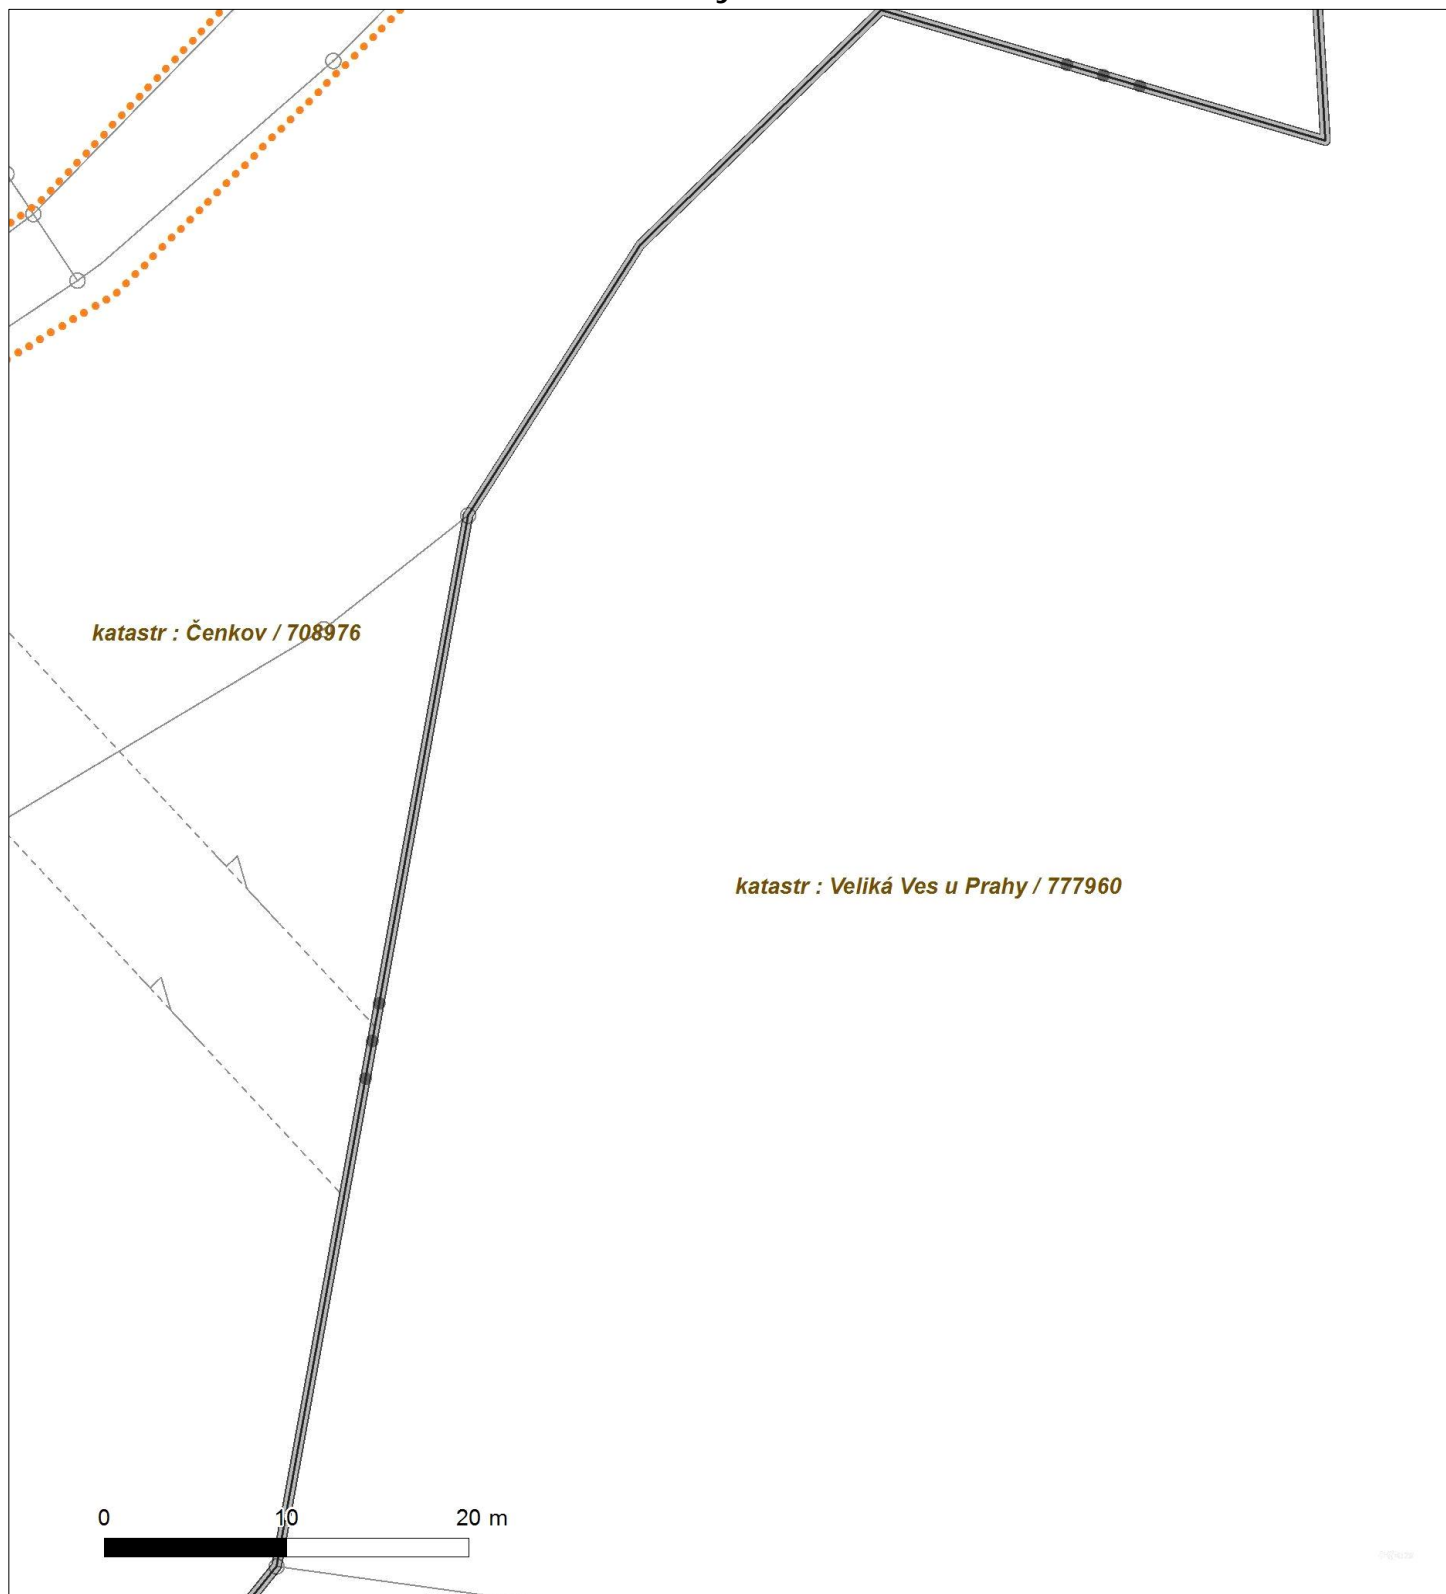 katastr : Čenkov / 708976
katastr : Veliká Ves u Prahy / 777960
0 10 20 m